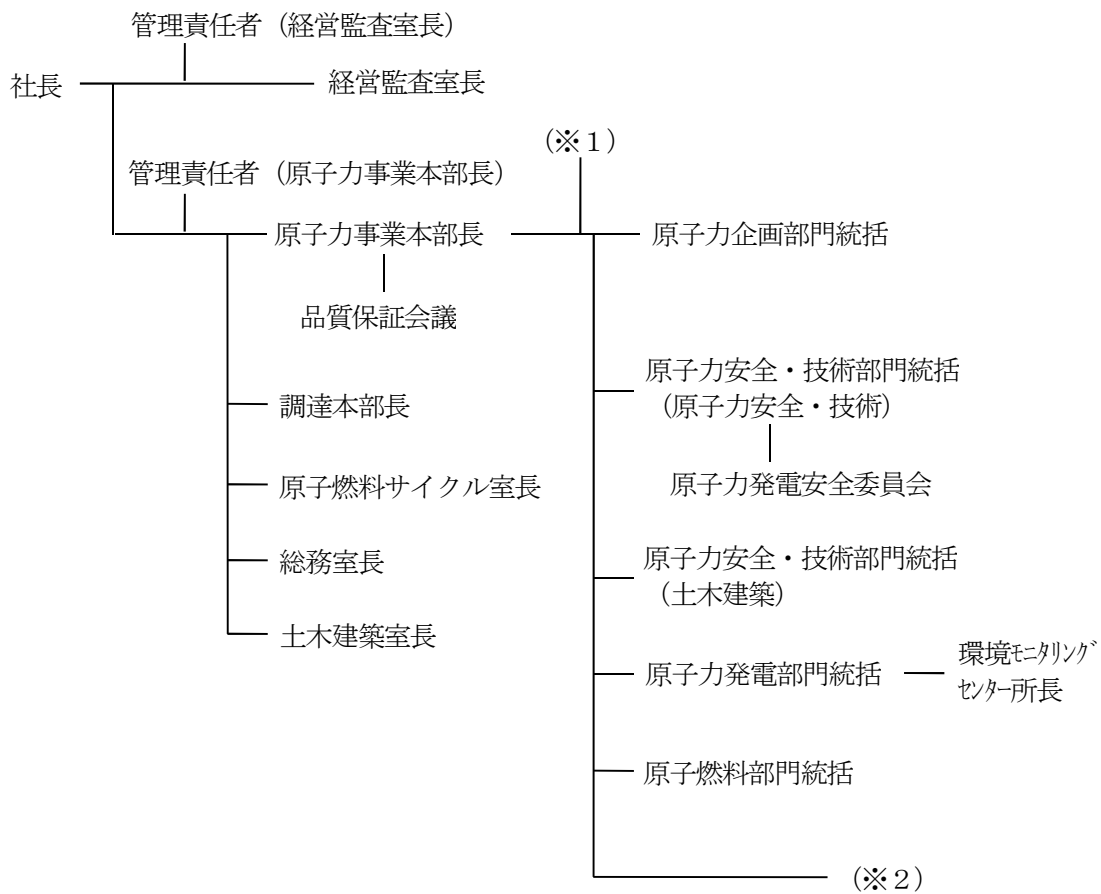 管理責任者（経営監査室長）
社長
経営監査室長
（※１）
管理責任者（原子力事業本部長）
原子力事業本部長
原子力企画部門統括
品質保証会議
原子力安全・技術部門統括
（原子力安全・技術）
調達本部長
原子力発電安全委員会
原子燃料サイクル室長
原子力安全・技術部門統括
（土木建築）
総務室長
土木建築室長
環境ﾓﾆﾀﾘﾝｸﾞ
ｾﾝﾀｰ所長
原子力発電部門統括
原子燃料部門統括
（※２）